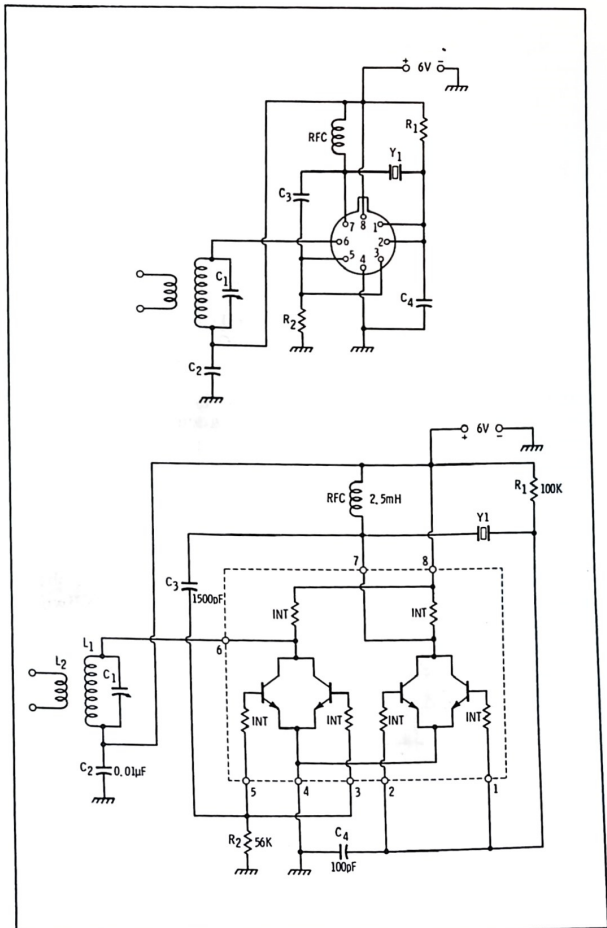 + 6V −
RFC
R1
Y1
C3
7 8 1
6 2
5 4 3
C1
C4
R2
C2
6V
+ −
RFC 2.5mH
R1 100K
Y1
7 8
C3
1500pF
INT INT
6
L2 L1
C1
INT INT INT INT
C2 0.01µF
5 4 3 2 1
R2 56K
C4
100pF